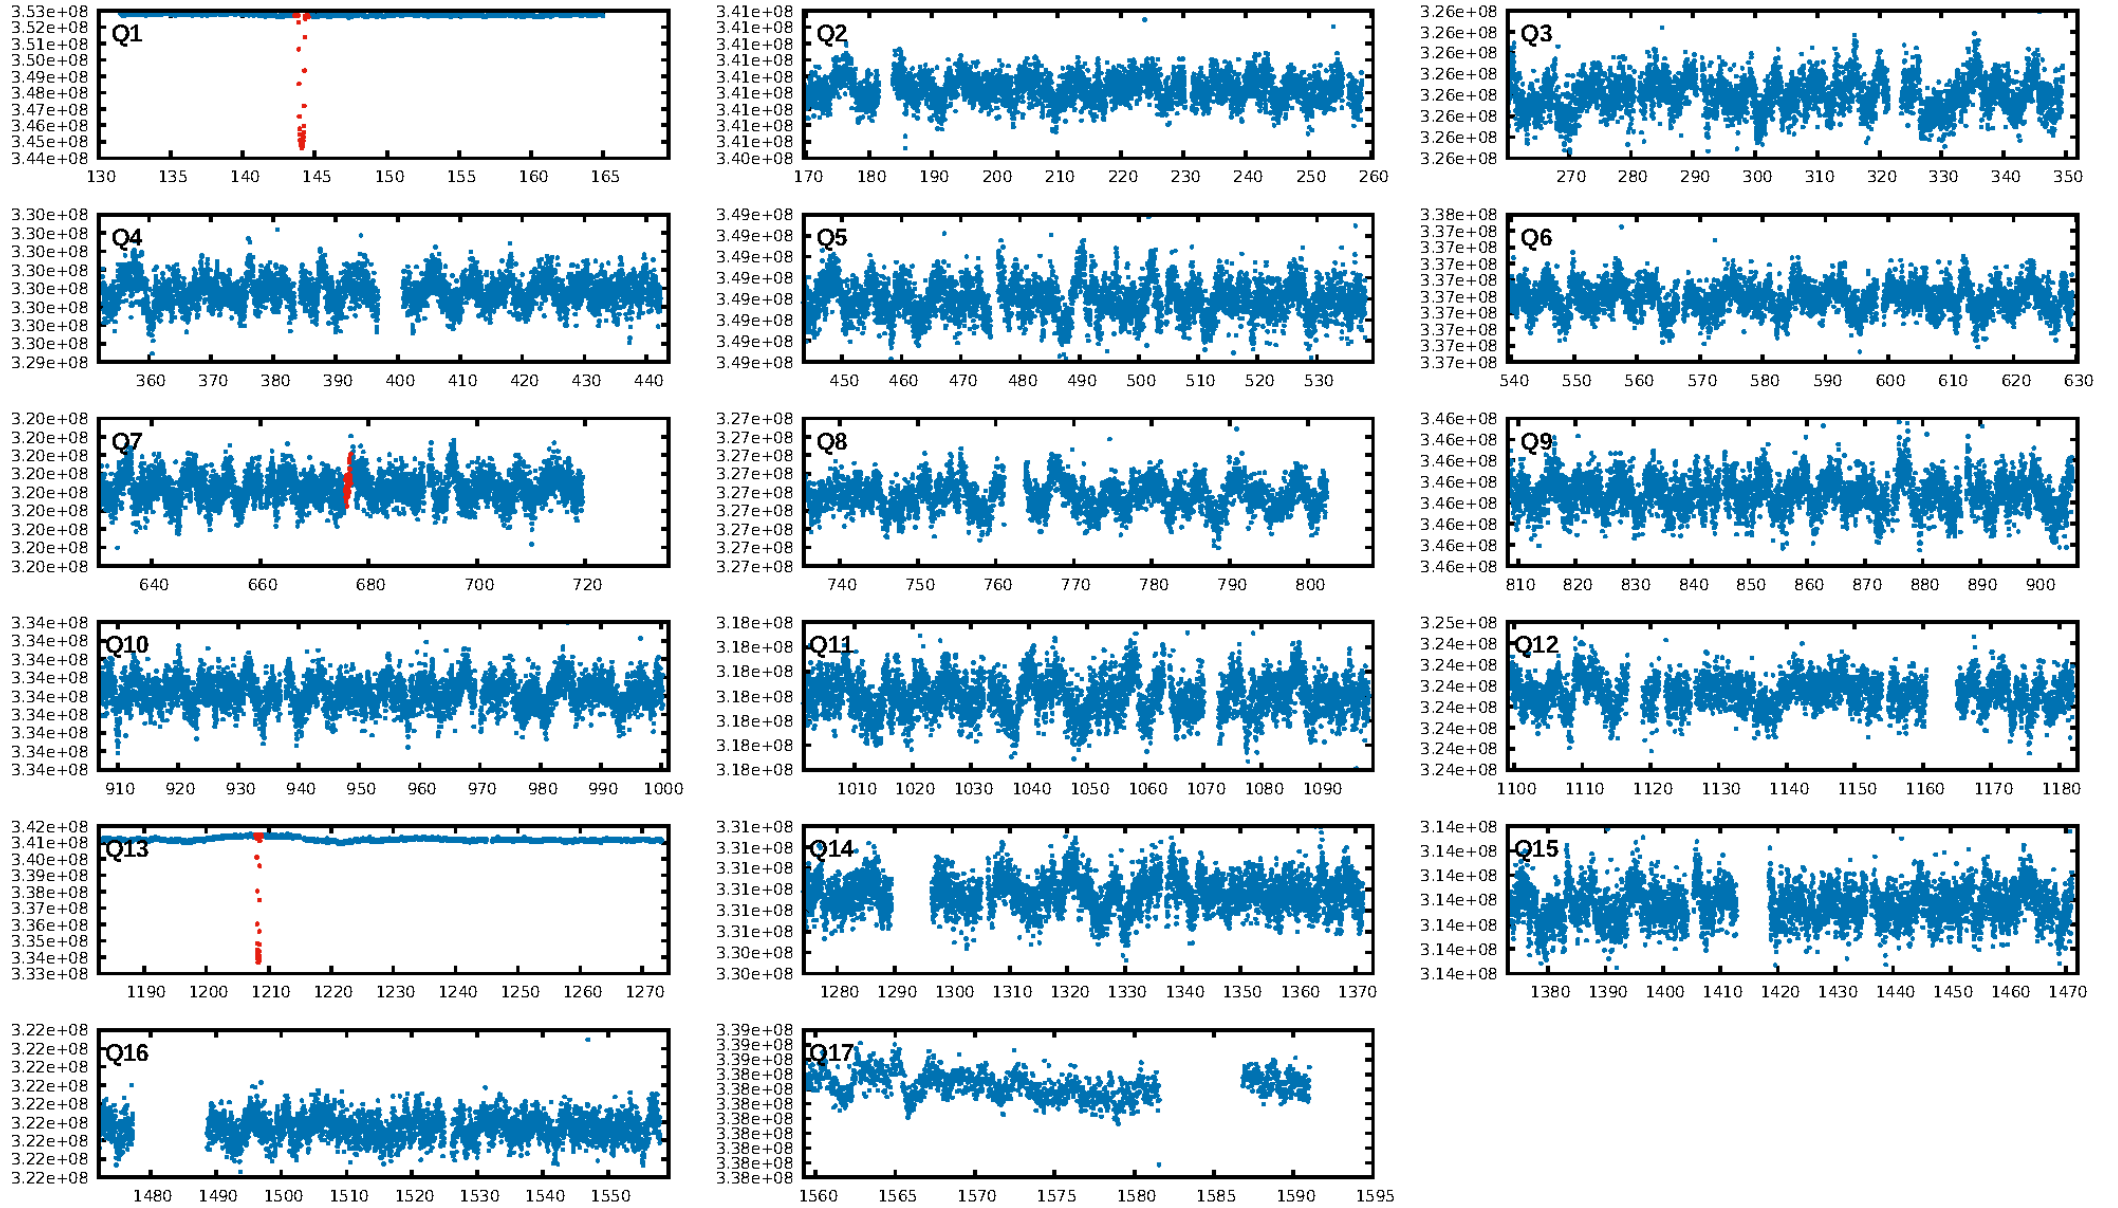 3.53e+08 3.52e+08 3.51e+08 3.50e+08 3.49e+08 3.48e+08 3.47e+08 3.46e+08 3.45e+08 3.44e+08
Q1
130 135 140 145 150 155 160 165
3.41e+08 3.41e+08 3.41e+08 3.41e+08 3.41e+08 3.41e+08 3.41e+08 3.41e+08 3.40e+08
Q2
170 180 190 200 210 220 230 240 250 260
3.26e+08 3.26e+08 3.26e+08 3.26e+08 3.26e+08 3.26e+08 3.26e+08 3.26e+08
Q3
270 280 290 300 310 320 330 340 350
3.30e+08 3.30e+08 3.30e+08 3.30e+08 3.30e+08 3.30e+08 3.30e+08 3.30e+08 3.29e+08
Q4
360 370 380 390 400 410 420 430 440
3.49e+08 3.49e+08 3.49e+08 3.49e+08 3.49e+08 3.49e+08 3.49e+08 3.49e+08
Q5
450 460 470 480 490 500 510 520 530
3.38e+08 3.37e+08 3.37e+08 3.37e+08 3.37e+08 3.37e+08 3.37e+08 3.37e+08 3.37e+08 3.37e+08
Q6
540 550 560 570 580 590 600 610 620 630
3.20e+08 3.20e+08 3.20e+08 3.20e+08 3.20e+08 3.20e+08 3.20e+08 3.20e+08 3.20e+08
Q7
640 660 680 700 720
3.27e+08 3.27e+08 3.27e+08 3.27e+08 3.27e+08 3.27e+08 3.27e+08 3.27e+08 3.27e+08
Q8
740 750 760 770 780 790 800
3.46e+08 3.46e+08 3.46e+08 3.46e+08 3.46e+08 3.46e+08 3.46e+08 3.46e+08
Q9
810 820 830 840 850 860 870 880 890 900
3.34e+08 3.34e+08 3.34e+08 3.34e+08 3.34e+08 3.34e+08 3.34e+08 3.34e+08 3.34e+08
Q10
910 920 930 940 950 960 970 980 990 1000
3.18e+08 3.18e+08 3.18e+08 3.18e+08 3.18e+08 3.18e+08 3.18e+08
Q11
1010 1020 1030 1040 1050 1060 1070 1080 1090
3.25e+08 3.24e+08 3.24e+08 3.24e+08 3.24e+08 3.24e+08 3.24e+08 3.24e+08
Q12
1100 1110 1120 1130 1140 1150 1160 1170 1180
3.42e+08 3.41e+08 3.40e+08 3.39e+08 3.38e+08 3.37e+08 3.36e+08 3.35e+08 3.34e+08 3.33e+08
Q13
1190 1200 1210 1220 1230 1240 1250 1260 1270
3.31e+08 3.31e+08 3.31e+08 3.31e+08 3.31e+08 3.31e+08 3.30e+08 3.30e+08
Q14
1280 1290 1300 1310 1320 1330 1340 1350 1360 1370
3.14e+08 3.14e+08 3.14e+08 3.14e+08 3.14e+08 3.14e+08 3.14e+08
Q15
1380 1390 1400 1410 1420 1430 1440 1450 1460 1470
3.22e+08 3.22e+08 3.22e+08 3.22e+08 3.22e+08 3.22e+08 3.22e+08 3.22e+08 3.22e+08
Q16
1480 1490 1500 1510 1520 1530 1540 1550
3.39e+08 3.39e+08 3.39e+08 3.38e+08 3.38e+08 3.38e+08 3.38e+08 3.38e+08 3.38e+08 3.38e+08 3.38e+08
Q17
1560 1565 1570 1575 1580 1585 1590 1595